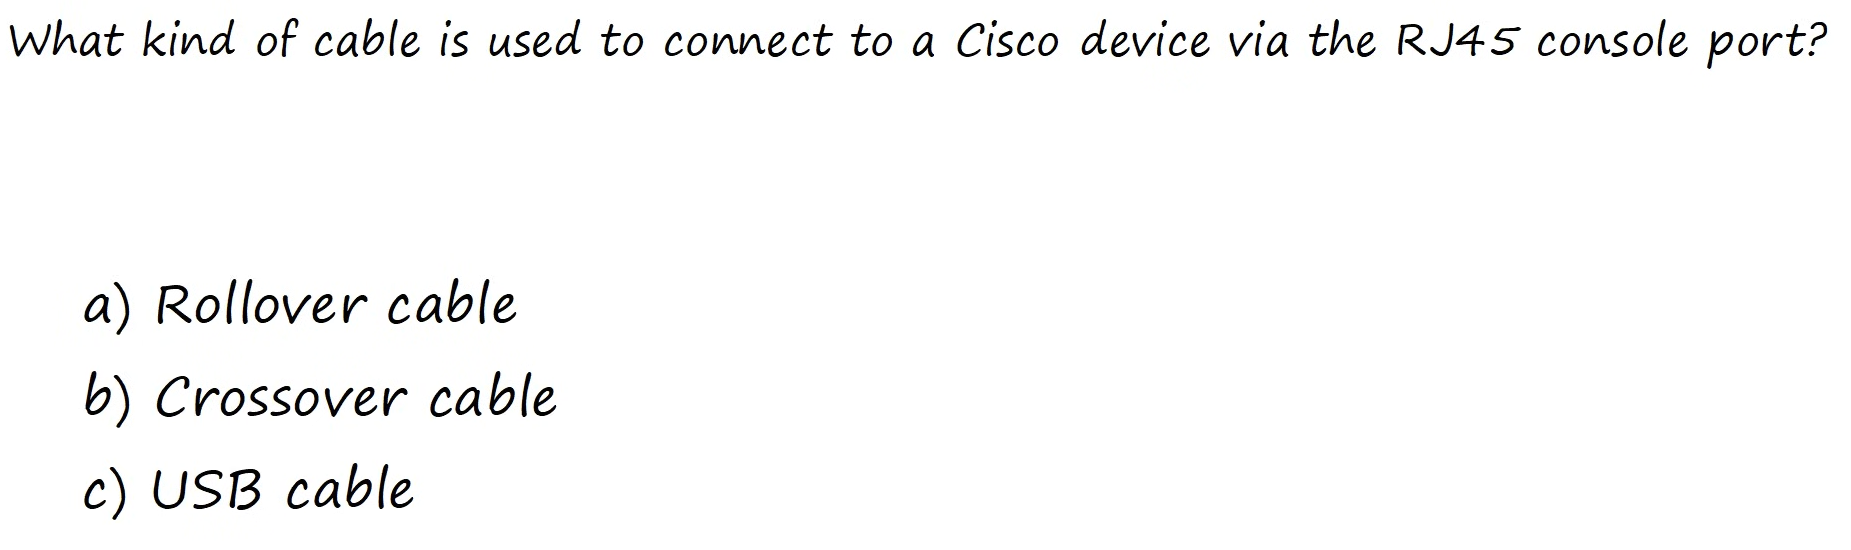 What kind of cable is used to connect to a Cisco device via the RJ45 console port?
a) Rollover cable
b) Crossover cable
c) USB cable